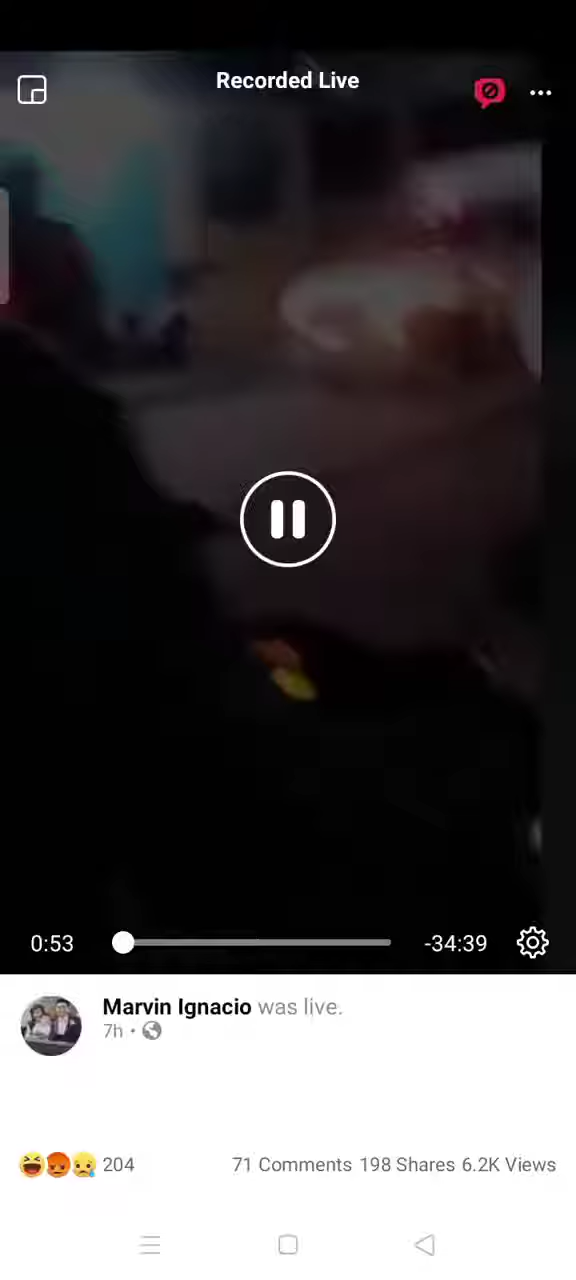 Recorded Live
0:53
-34:39
Marvin Ignacio was live.
7h •
204
71 Comments 198 Shares 6.2K Views